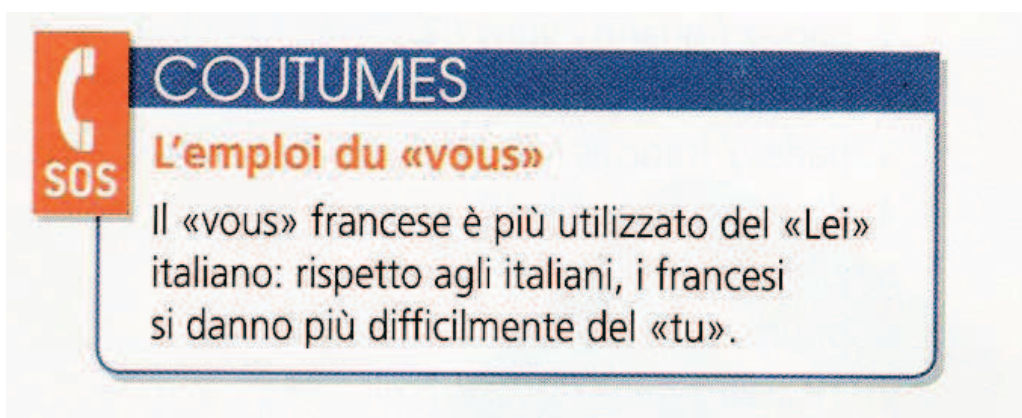 SOS
COUTUMES
L'emploi du «vous»
Il «vous» francese è più utilizzato del «Lei»
italiano: rispetto agli italiani, i francesi
si danno più difficilmente del «tu».